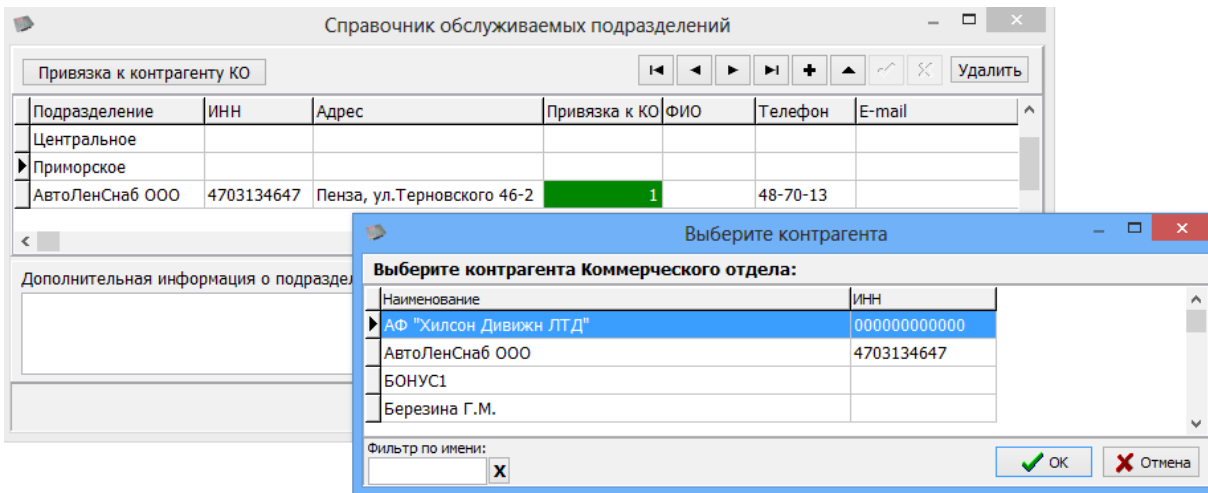 Справочник обслуживаемых подразделений
Привязка к контрагенту КО Удалить
Подразделение ИНН Адрес Привязка к КО ФИО Телефон E-mail
Центральное
Приморское
АвтоЛенСнаб ООО 4703134647 Пенза, ул.Терновского 46-2 1 48-70-13
Дополнительная информация о
Выберите контрагента
Выберите контрагента Коммерческого отдела:
Наименование ИНН
АФ "Хилсон Дивижн ЛТД" 000000000000
АвтоЛенСнаб ООО 4703134647
БОНУС1
Березина Г.М.
Фильтр по имени:
X
ОК Отмена